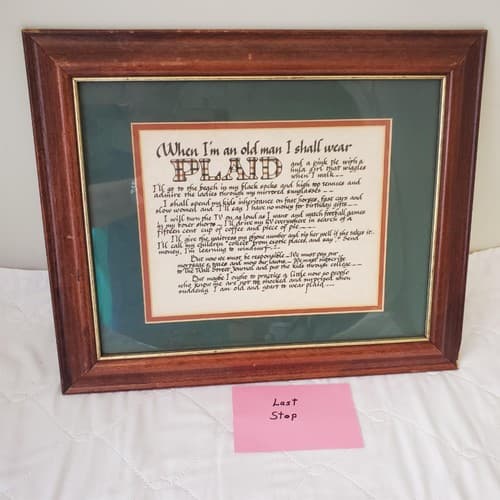 When I'm an old man I shall wear
PLAID and a pink tie with a
hula girl that wiggles
when I walk --
I'll go to the beach in my black socks and high top tennies and
admire the ladies through my mirrored sunglasses --
I shall spend my kids inheritance on fast horses, fast cars and
slow women and I'll say I have no money for birthday gifts --
I will turn the TV on as loud as I want and watch football games
in my boxer shorts -- I'll drive my RV everywhere in search of a
fifteen cent cup of coffee and piece of pie --
I'll give the waitress my phone number and tip her well if she takes it --
I'll call my children "collect" from exotic places, and say: "Send
money, I'm learning to windsurf" --
But now we must be responsible -- We must pay our
mortgage & taxes and mow our lawns -- We must subscribe
to the Wall Street Journal and put the kids through college ---
But maybe I ought to practice a little now so people
who know me are not too shocked and surprised when
suddenly I am old and start to wear plaid ----
Last
Stop